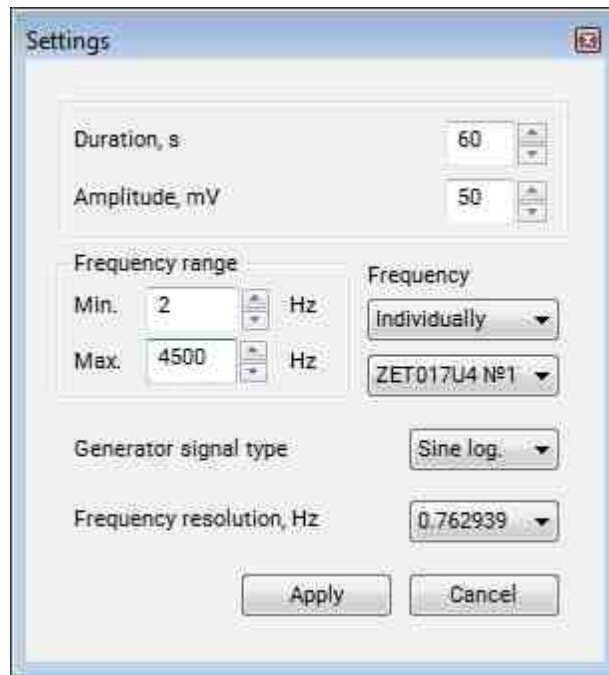 Settings
Duration, s 60
Amplitude, mV 50
Frequency range
Min. 2 Hz
Max. 4500 Hz
Frequency
Individually
ZET017U4 №1
Generator signal type Sine log.
Frequency resolution, Hz 0.762939
Apply Cancel